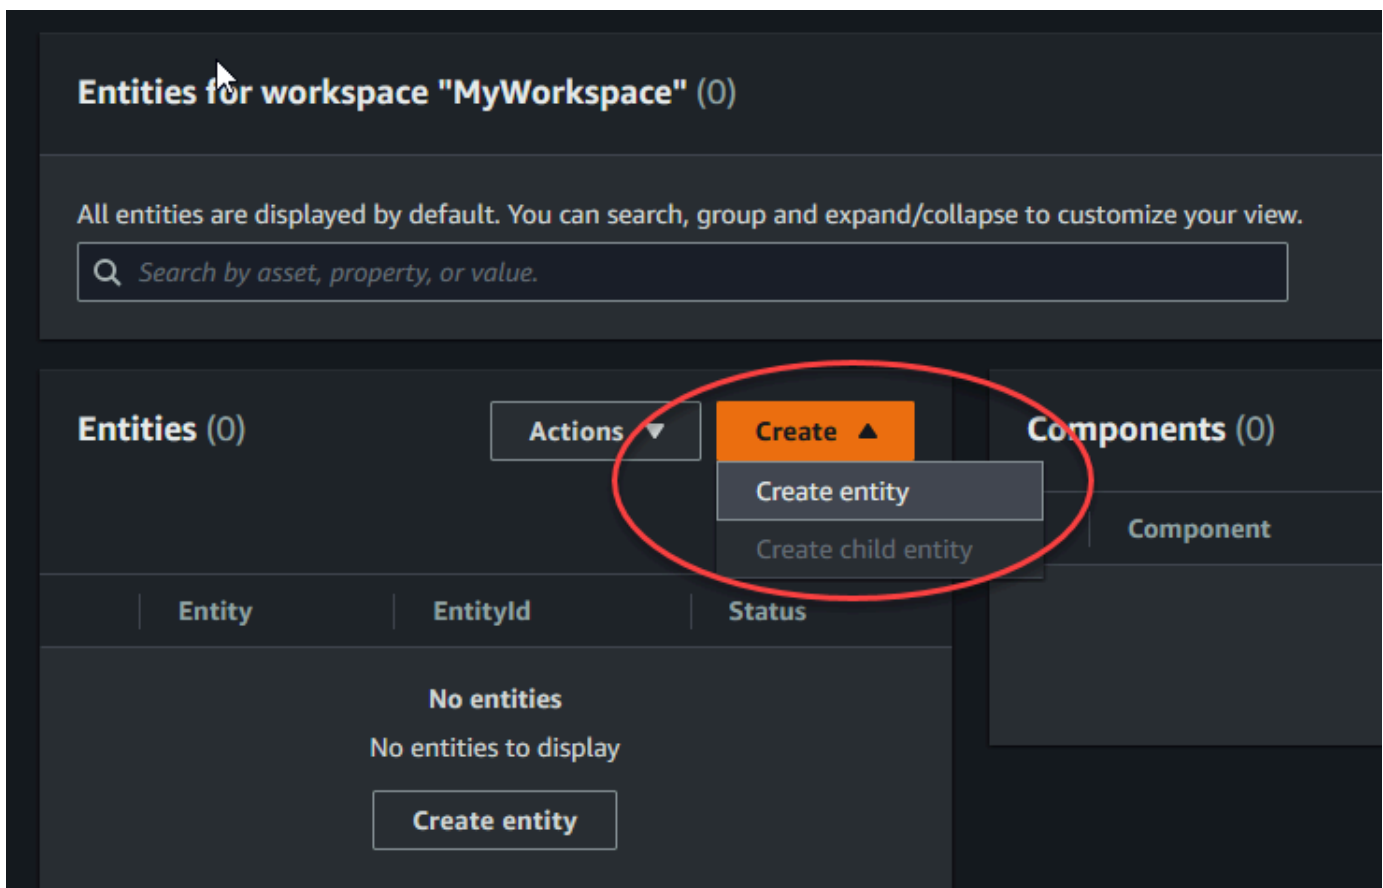 Entities for workspace "MyWorkspace" (0)
All entities are displayed by default. You can search, group and expand/collapse to customize your view.
Search by asset, property, or value.
Entities (0)
Actions
Create
Components (0)
Create entity
Create child entity
Component
Entity
EntityId
Status
No entities
No entities to display
Create entity